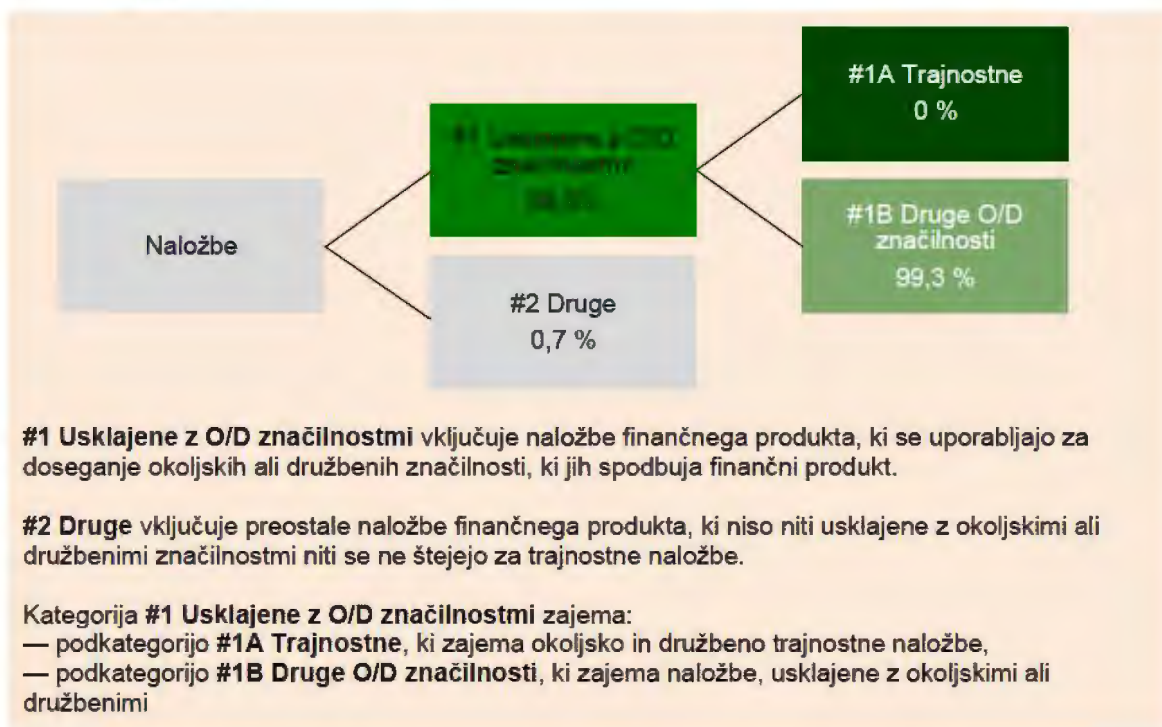 #1A Trajnostne
0 %
#1
Naložbe
#1B Druge O/D
značilnosti
99,3 %
#2 Druge
0,7 %
#1 Usklajene z O/D značilnostmi vključuje naložbe finančnega produkta, ki se uporabljajo za
doseganje okoljskih ali družbenih značilnosti, ki jih spodbuja finančni produkt.
#2 Druge vključuje preostale naložbe finančnega produkta, ki niso niti usklajene z okoljskimi ali
družbenimi značilnostmi niti se ne štejejo za trajnostne naložbe.
Kategorija #1 Usklajene z O/D značilnostmi zajema:
— podkategorijo #1A Trajnostne, ki zajema okoljsko in družbeno trajnostne naložbe,
— podkategorijo #1B Druge O/D značilnosti, ki zajema naložbe, usklajene z okoljskimi ali
družbenimi